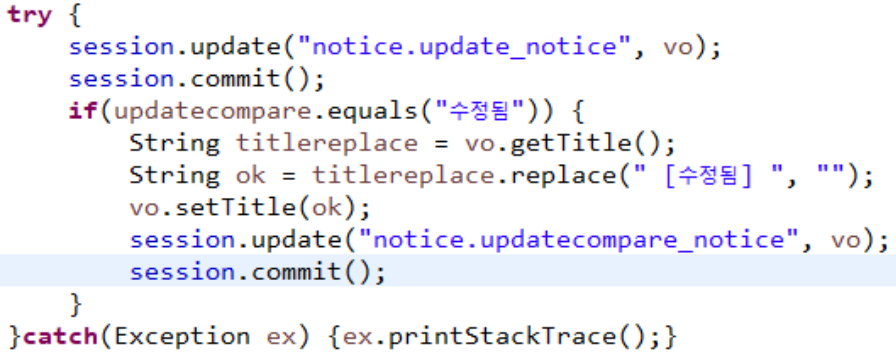 try {
    session.update("notice.update_notice", vo);
    session.commit();
    if(updatecompare.equals("수정됨")) {
        String titlereplace = vo.getTitle();
        String ok = titlereplace.replace(" [수정됨] ", "");
        vo.setTitle(ok);
        session.update("notice.updatecompare_notice", vo);
        session.commit();
    }
}catch(Exception ex) {ex.printStackTrace();}